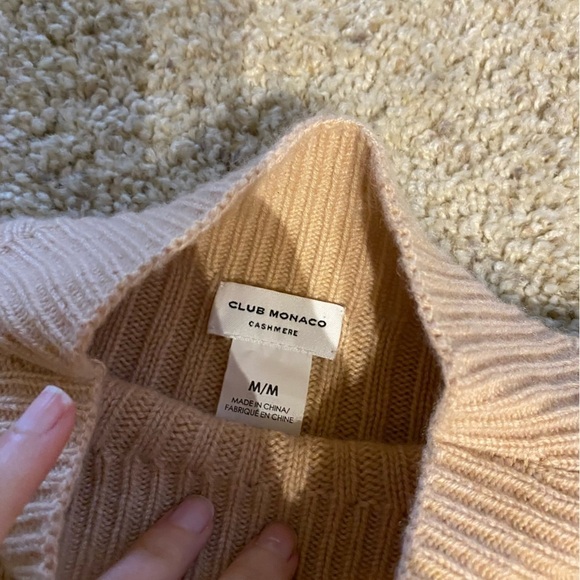 CLUB MONACO
CASHMERE
M/M
MADE IN CHINA/
FABRIQUÉ EN CHINE